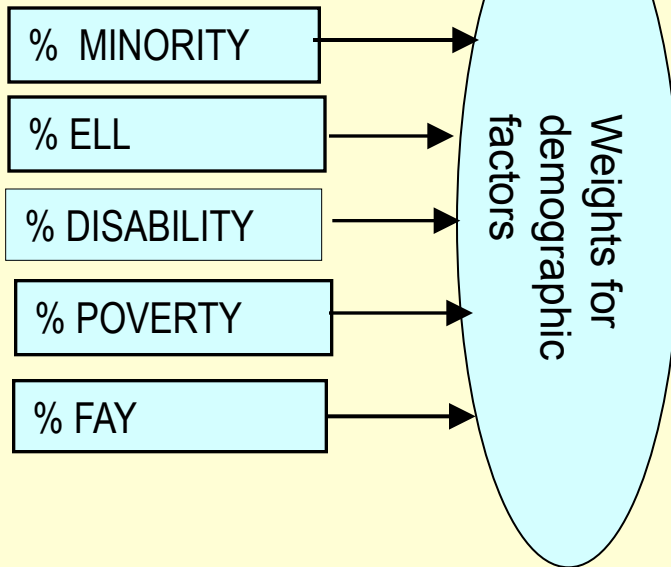 % MINORITY
% ELL
% DISABILITY
% POVERTY
% FAY
Weights for
demographic
factors